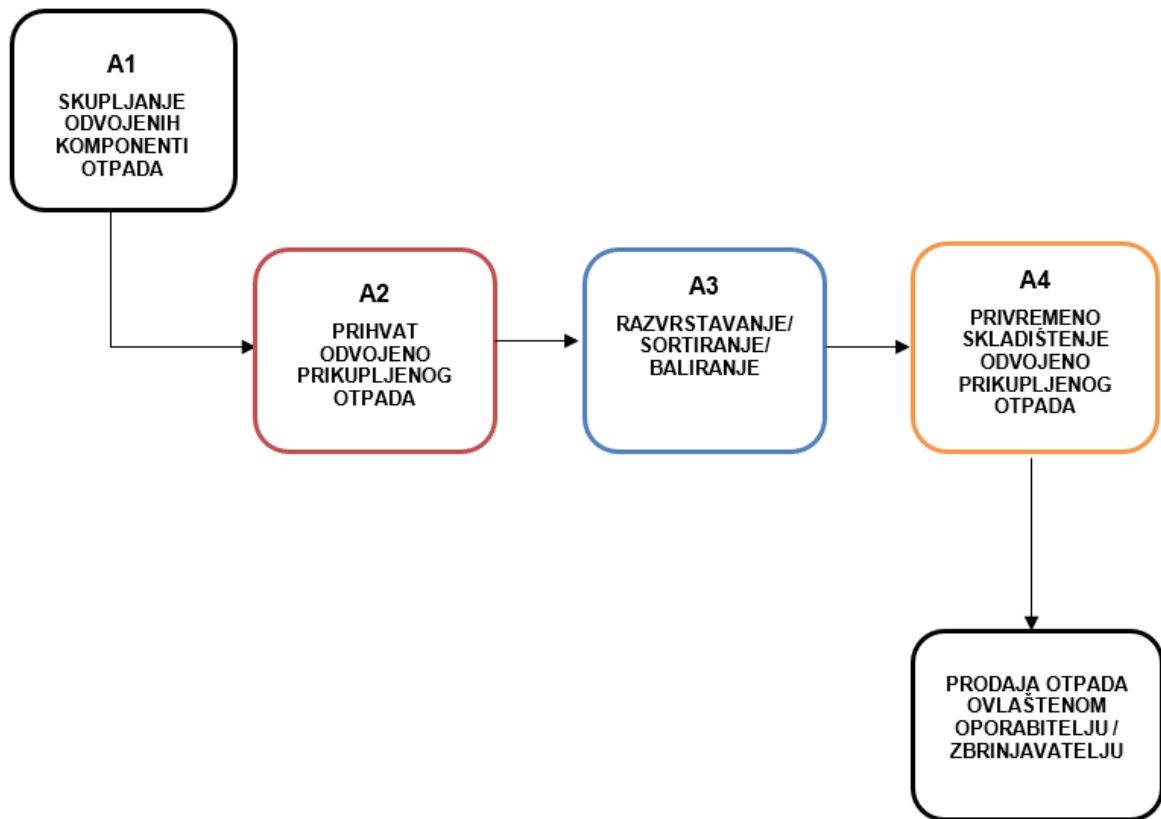 A1
SKUPLJANJE
ODVOJENIH
KOMPONENTI
OTPADA
A2
PRIHVAT
ODVOJENO
PRIKUPLJENOG
OTPADA
A3
RAZVRSTAVANJE/
SORTIRANJE/
BALIRANJE
A4
PRIVREMENO
SKLADIŠTENJE
ODVOJENO
PRIKUPLJENOG
OTPADA
PRODAJA OTPADA
OVLAŠTENOM
OPORABITELJU /
ZBRINJAVATELJU